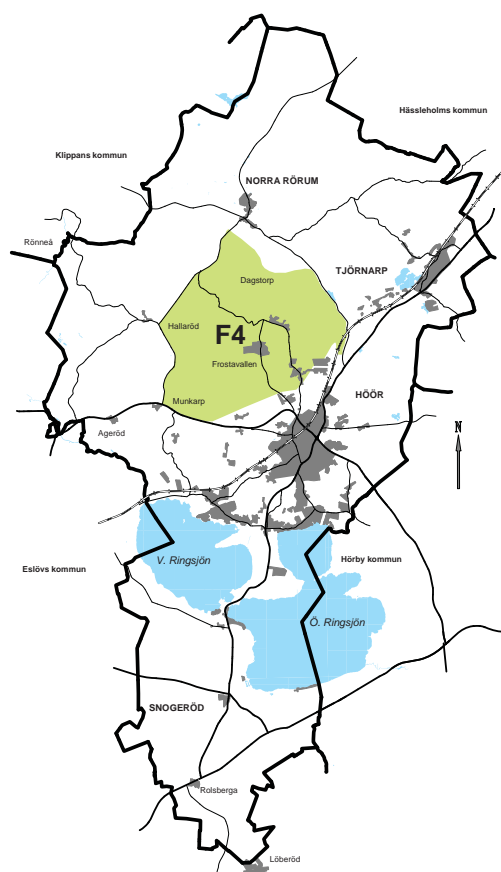 Hässleholms kommun
Klippans kommun
NORRA RÖRUM
Rönneå
TJÖRNARP
Dagstorp
Hallaröd
F4
Frostavallen
HÖÖR
Munkarp
Ageröd
N
V. Ringsjön
Hörby kommun
Eslövs kommun
Ö. Ringsjön
SNOGERÖD
Rolsberga
Löberöd